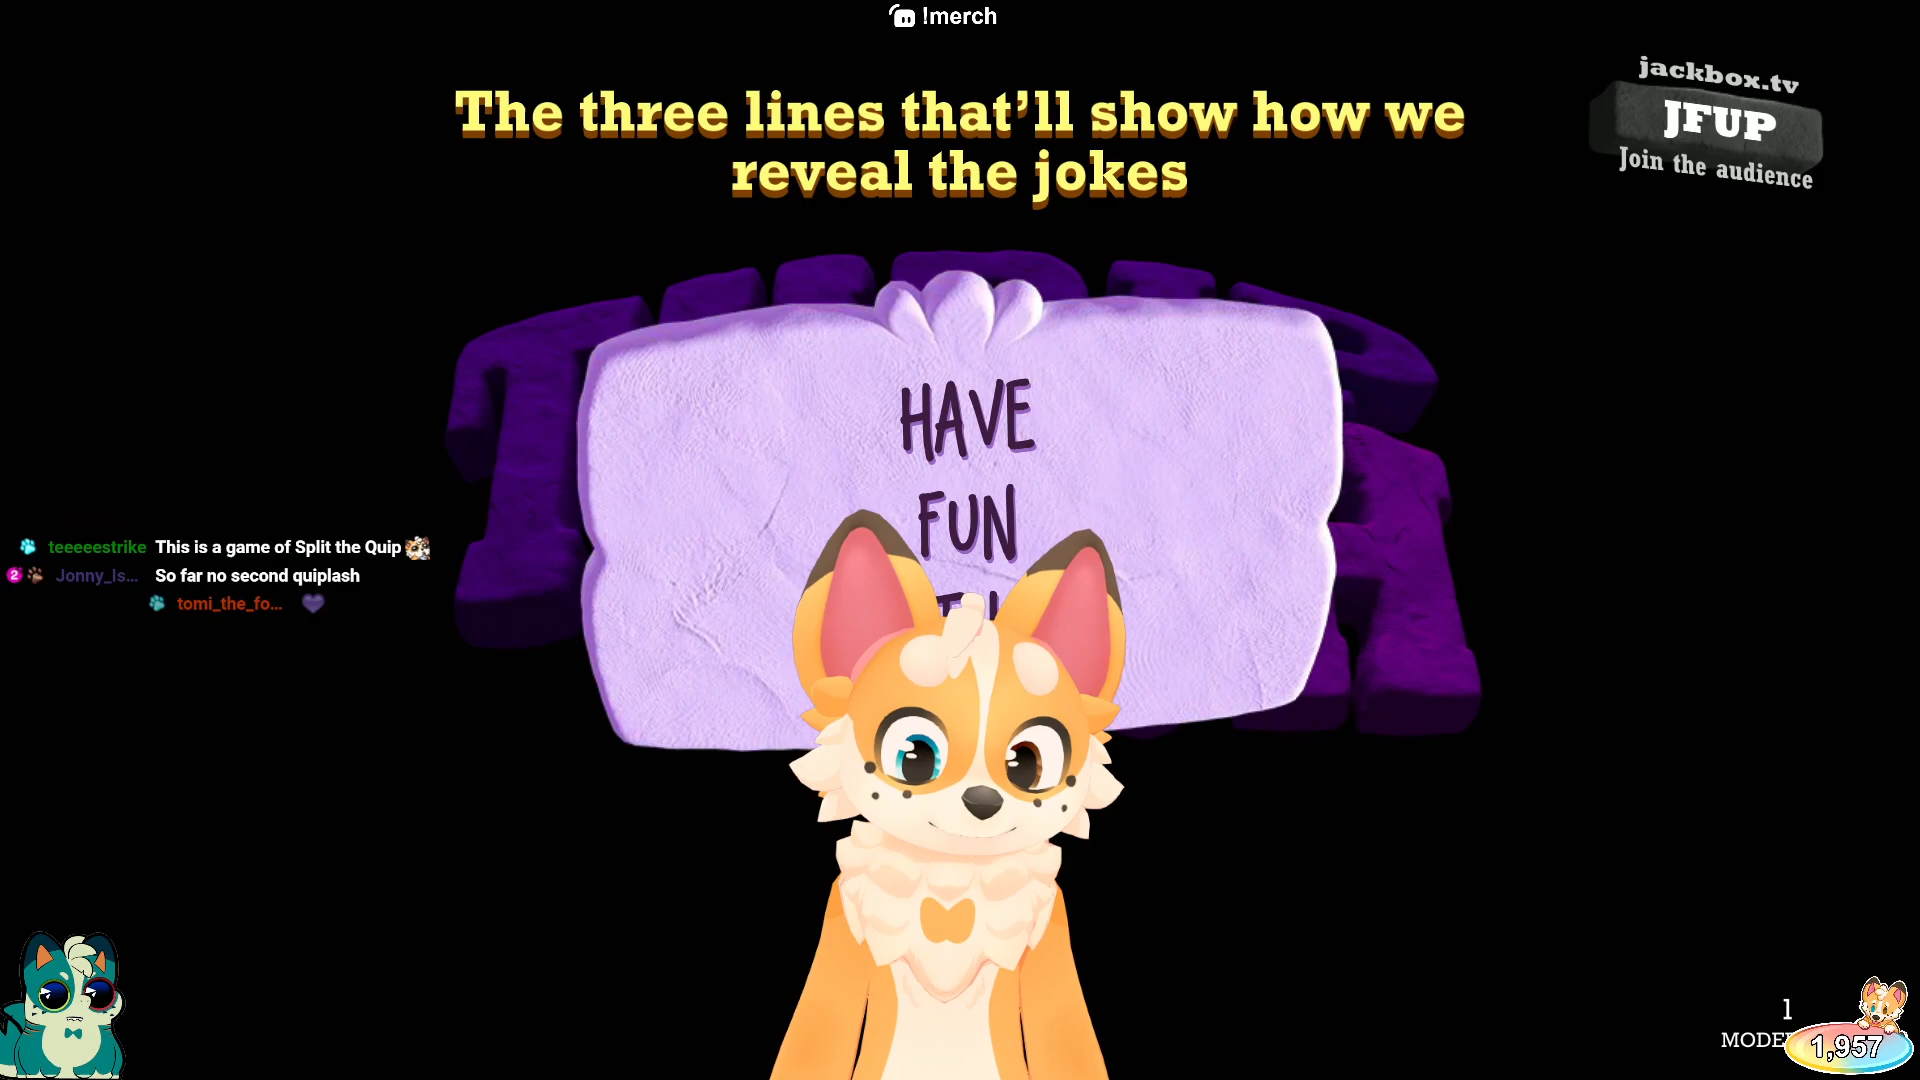 !merch
jackbox.tv
JFUP
Join the audience
The three lines that’ll show how we
reveal the jokes
HAVE
FUN
teeeeestrike This is a game of Split the Quip
2 Jonny_Is... So far no second quiplash
tomi_the_fo...
1
1,957